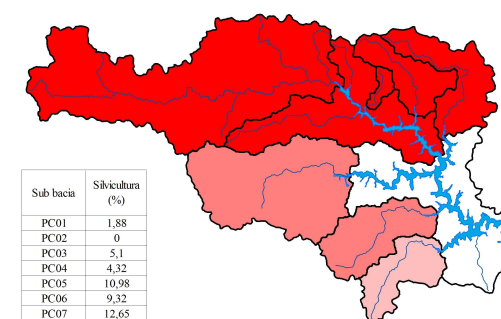 Sub bacia Silvicultura (%)
PC01 1,88
PC02 0
PC03 5,1
PC04 4,32
PC05 10,98
PC06 9,32
PC07 12,65